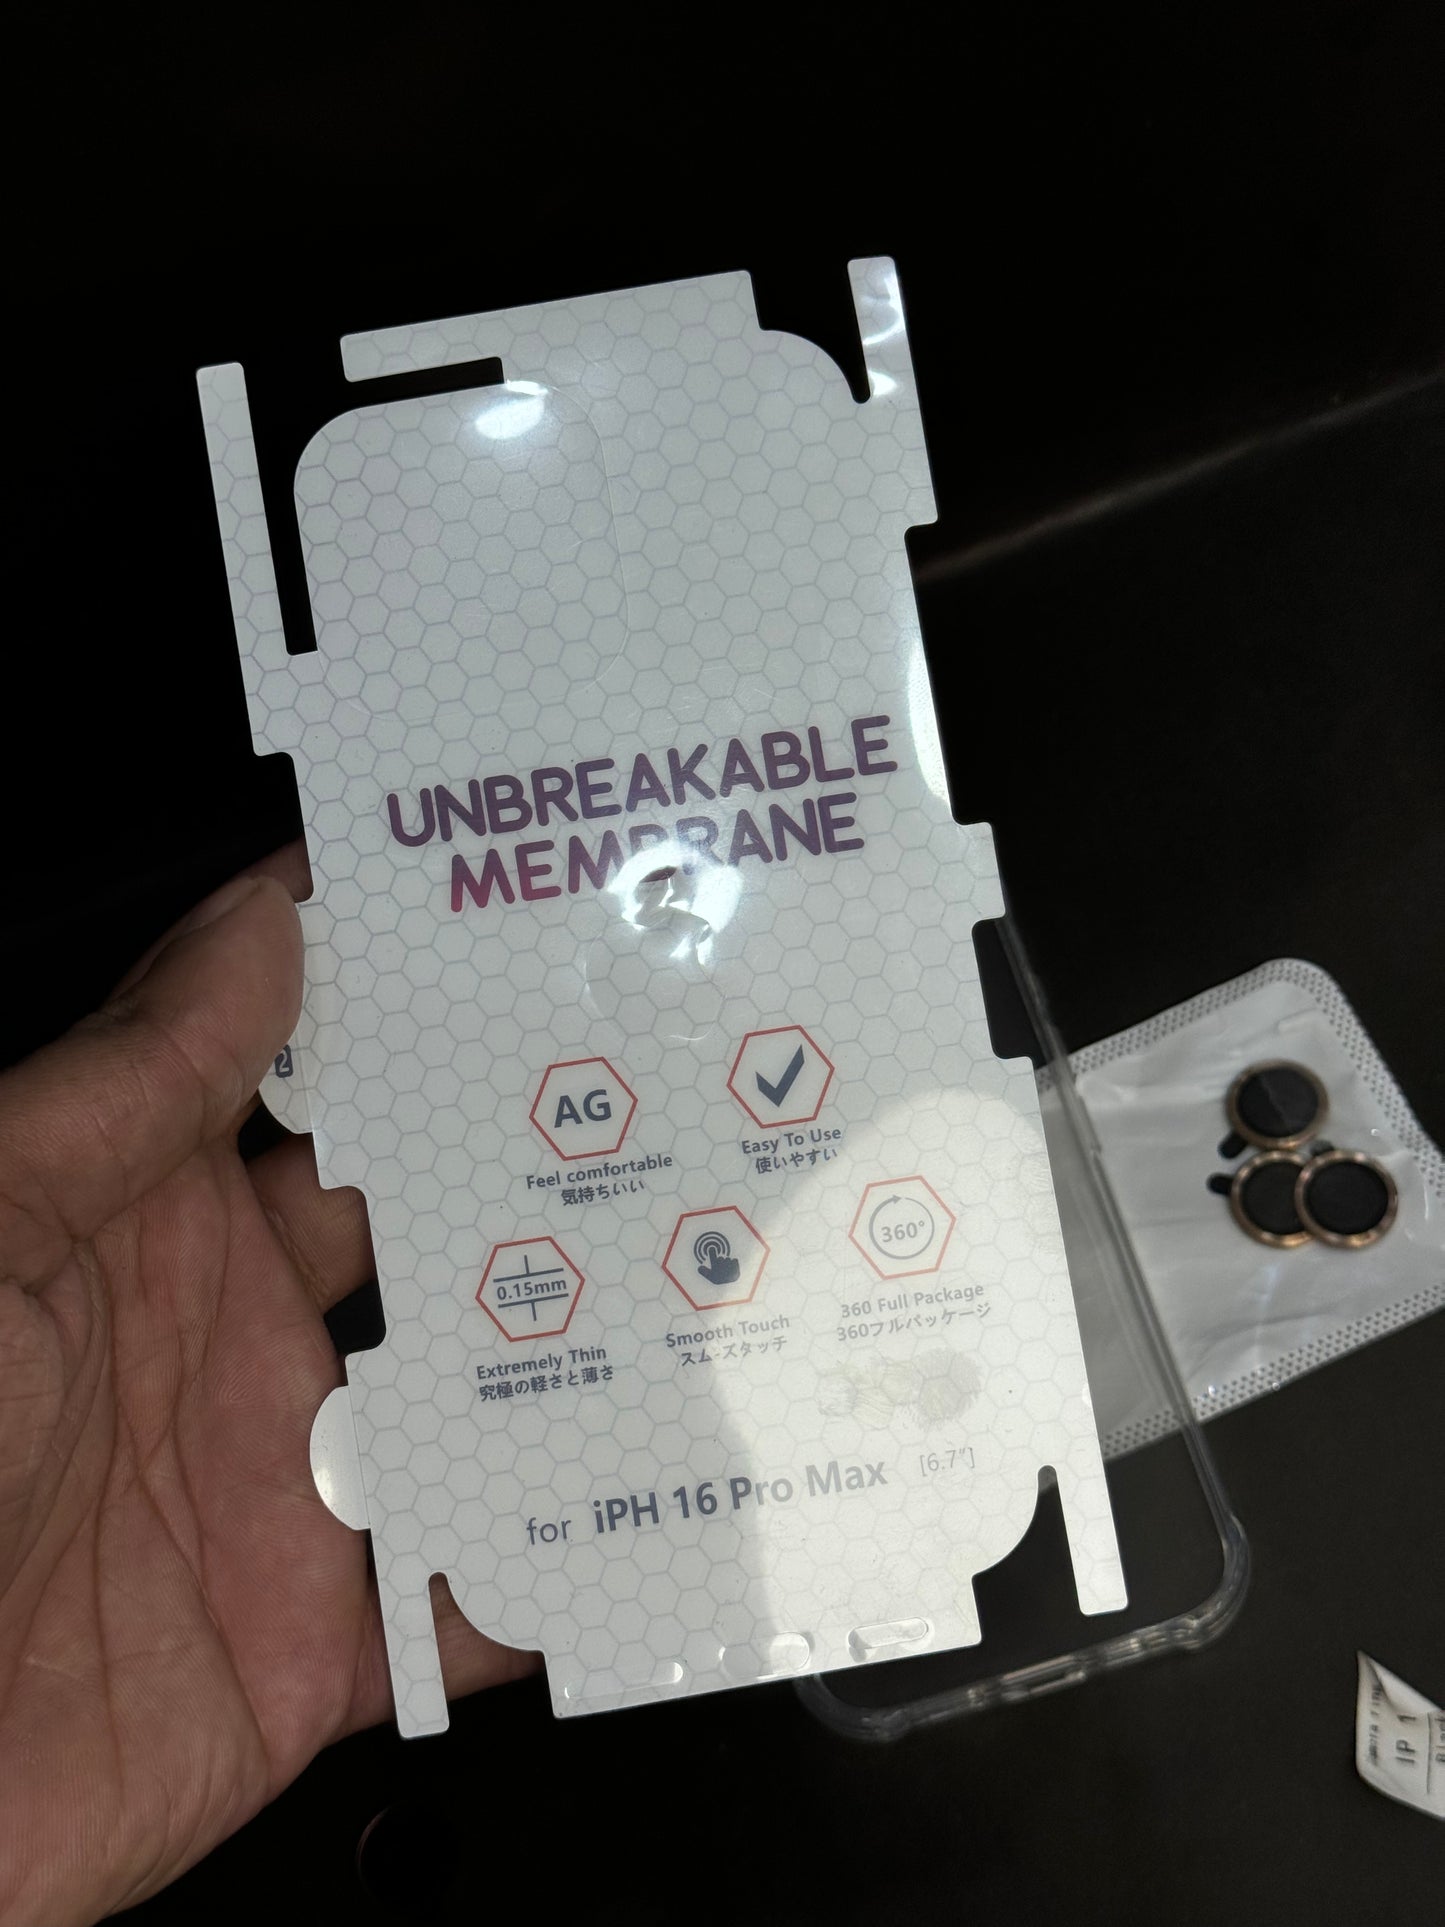 UNBREAKABLE
MEMBRANE
AG
Feel comfortable
気持ちいい
Easy To Use
使いやすい
0.15mm
Extremely Thin
究極の軽さと薄さ
Smooth Touch
スム-ズタッチ
360°
360 Full Package
360フルパッケージ
for iPH 16 Pro Max [6.7"]
2
IP 1